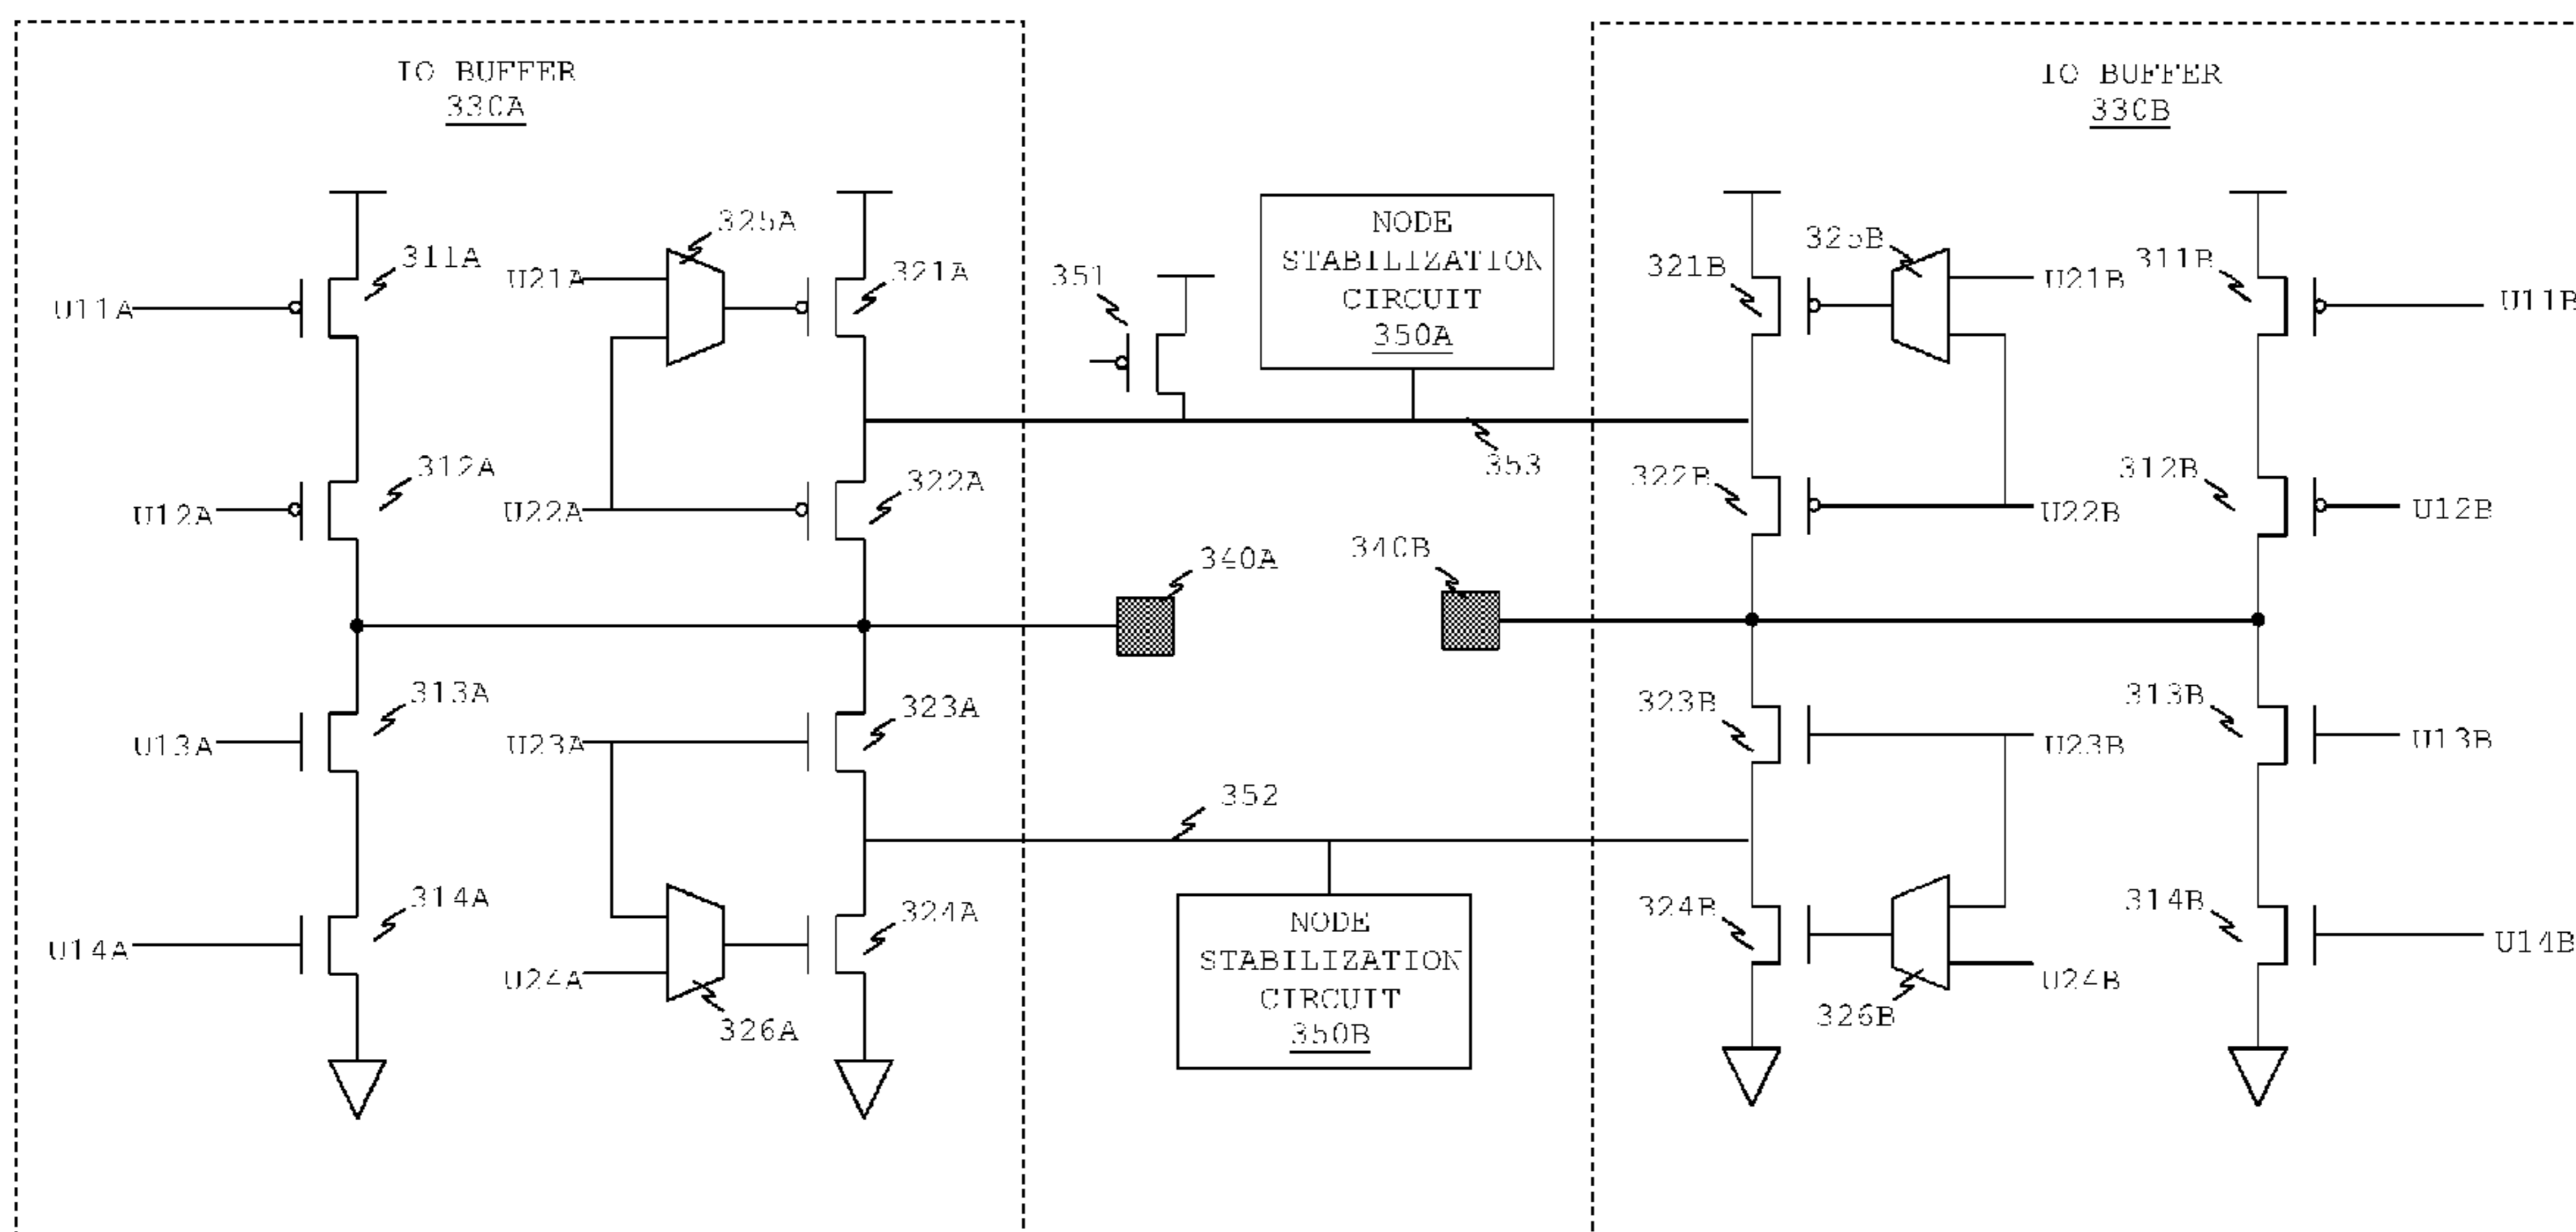 IO BUFFER
330A
IO BUFFER
330B
325A
311A
U21A
321A
U11A
351
NODE
STABILIZATION
CIRCUIT
350A
325B
321B
U21B
311B
U11B
312A
322A
U12A
U22A
353
322B
312B
U22B
U12B
340A
340B
313A
323A
U13A
U23A
323B
313B
U23B
U13B
352
314A
324A
U14A
U24A
326A
NODE
STABILIZATION
CIRCUIT
350B
324B
314B
U24B
U14B
326B